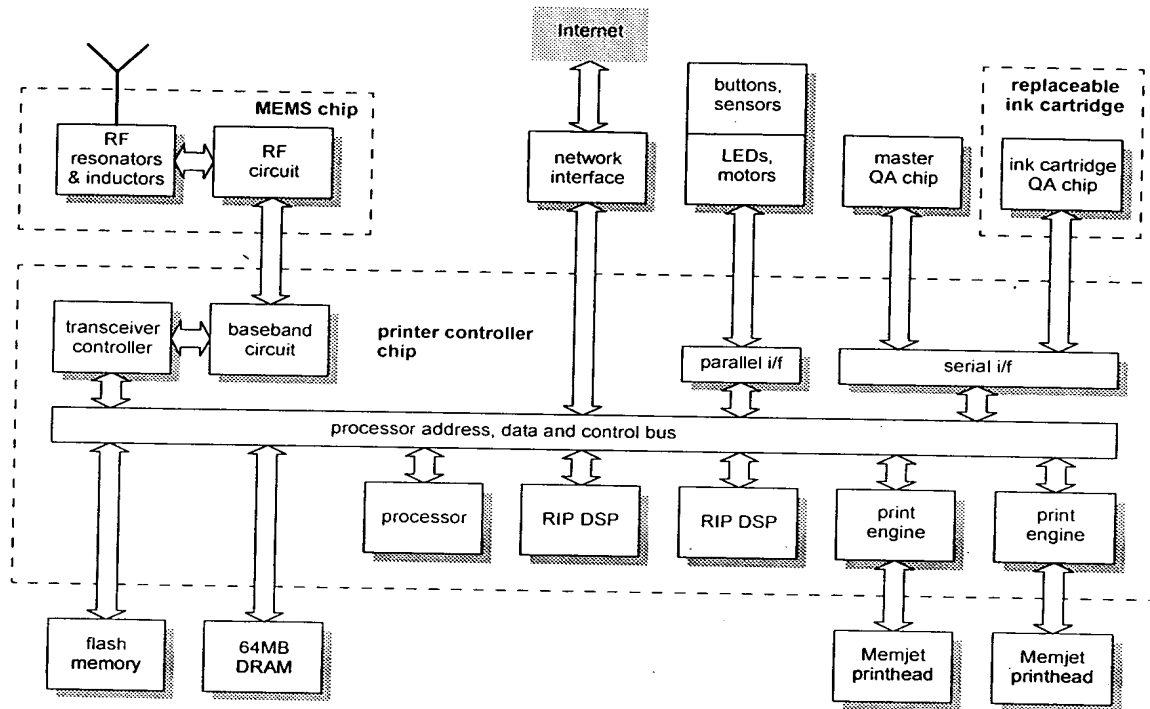 Internet
MEMS chip
RF
resonators
& inductors
RF
circuit
network
interface
buttons,
sensors
LEDs,
motors
master
QA chip
replaceable
ink cartridge
ink cartridge
QA chip
transceiver
controller
baseband
circuit
printer controller
chip
parallel i/f
serial i/f
processor address, data and control bus
processor
RIP DSP
RIP DSP
print
engine
print
engine
flash
memory
64MB
DRAM
Memjet
printhead
Memjet
printhead